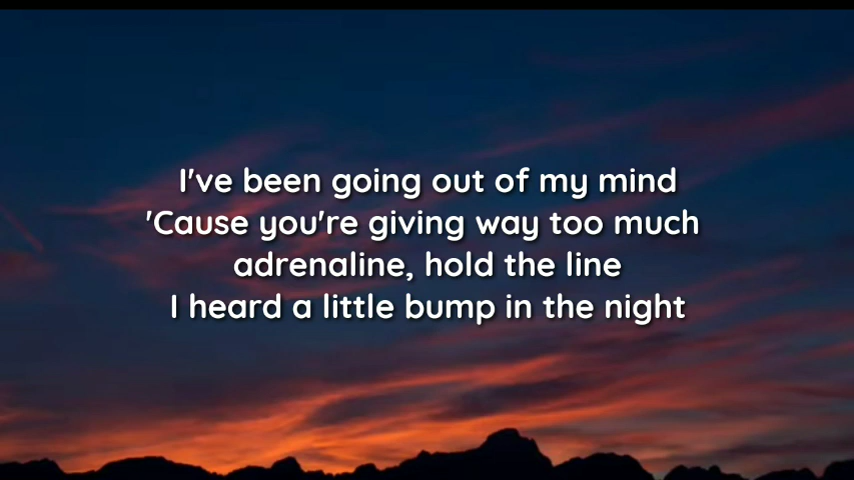 I've been going out of my mind
'Cause you're giving way too much
adrenaline, hold the line
I heard a little bump in the night